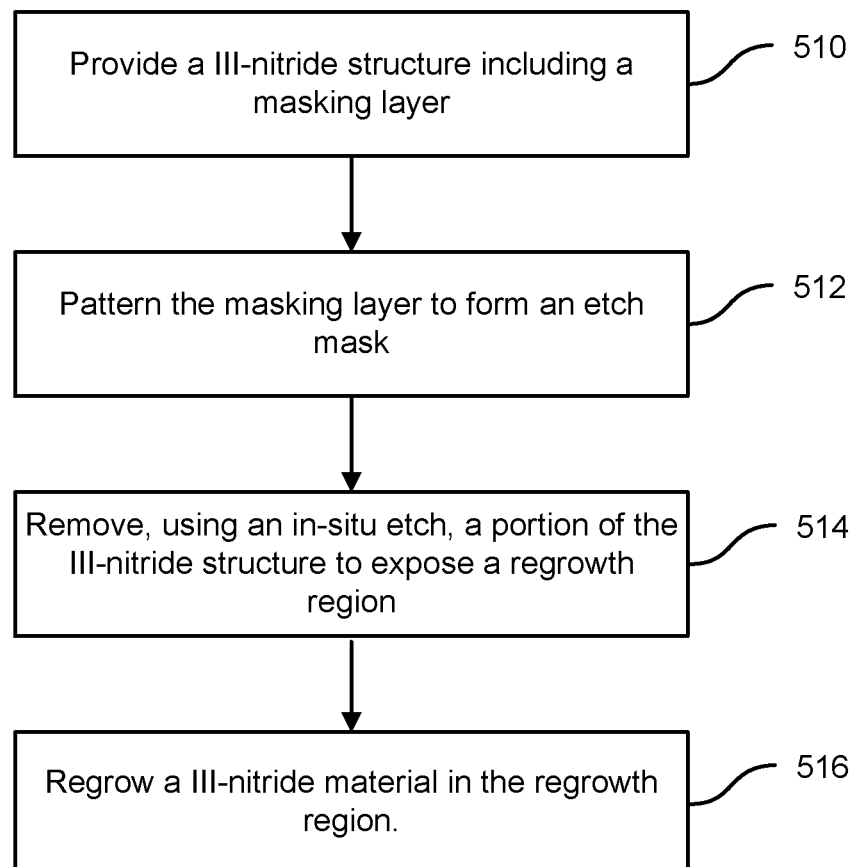 Provide a III-nitride structure including a
masking layer
510
Pattern the masking layer to form an etch
mask
512
Remove, using an in-situ etch, a portion of the
III-nitride structure to expose a regrowth
region
514
Regrow a III-nitride material in the regrowth
region.
516